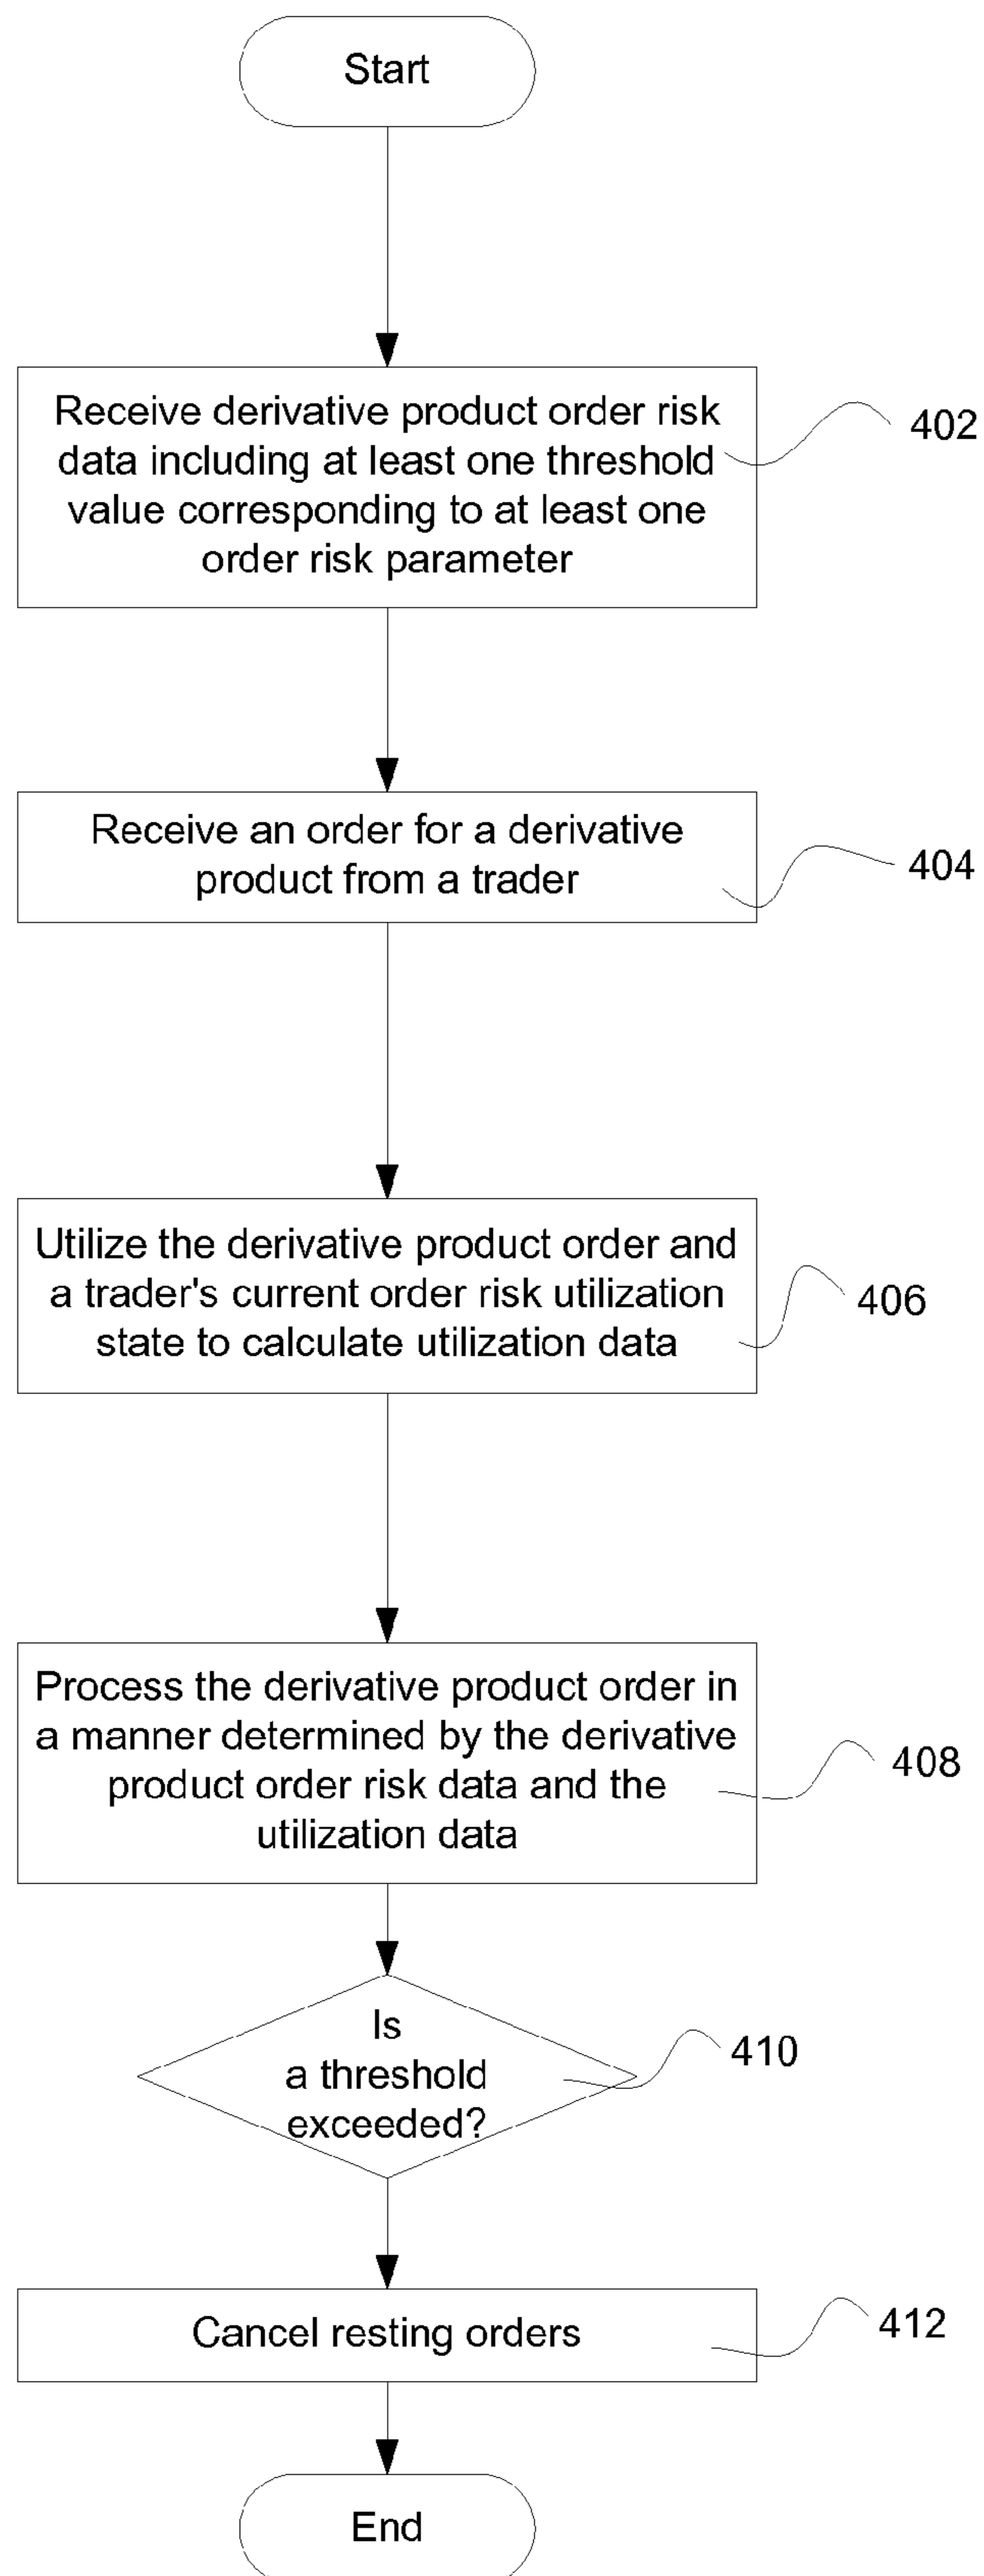 Start
Receive derivative product order risk
data including at least one threshold
value corresponding to at least one
order risk parameter
402
Receive an order for a derivative
product from a trader
404
Utilize the derivative product order and
a trader's current order risk utilization
state to calculate utilization data
406
Process the derivative product order in
a manner determined by the derivative
product order risk data and the
utilization data
408
Is
a threshold
exceeded?
410
Cancel resting orders
412
End